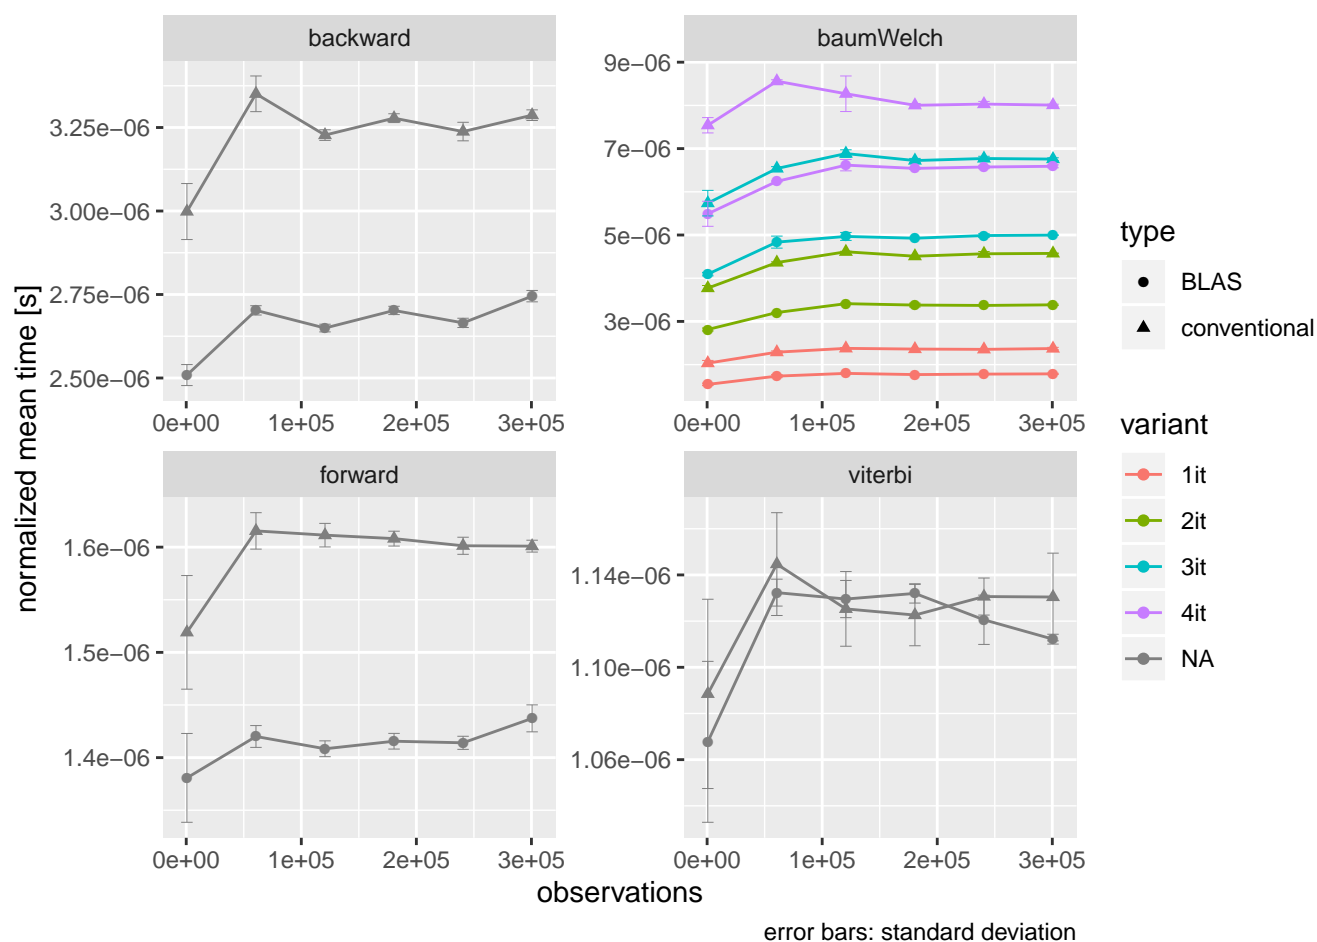 backward
baumWelch
3.25e−06
3.00e−06
2.75e−06
2.50e−06
9e−06
7e−06
5e−06
3e−06
0e+00 1e+05 2e+05 3e+05
0e+00 1e+05 2e+05 3e+05
forward
viterbi
1.6e−06
1.5e−06
1.4e−06
1.14e−06
1.10e−06
1.06e−06
0e+00 1e+05 2e+05 3e+05
0e+00 1e+05 2e+05 3e+05
normalized mean time [s]
observations
error bars: standard deviation
type
BLAS
conventional
variant
1it
2it
3it
4it
NA